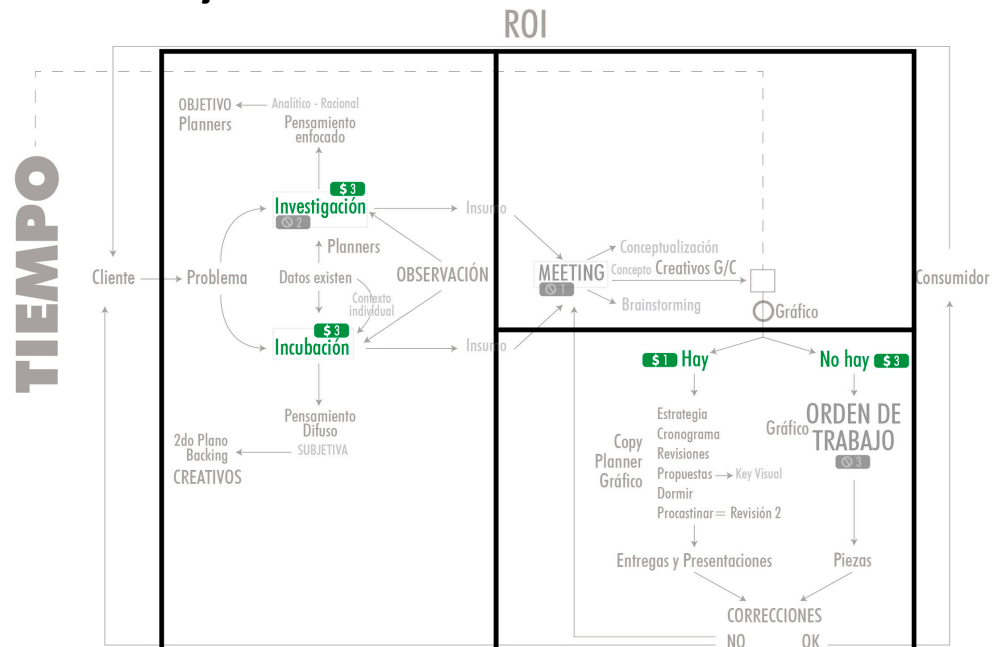 ROI
TIEMPO
OBJETIVO
Planners
Analítico - Racional
Pensamiento
enfocado
$ 3
Investigación
2
Insumo
Planners
Cliente
Problema
Datos existen
OBSERVACIÓN
Contexto
individual
$ 3
Incubación
Insumo
Pensamiento
Difuso
SUBJETIVA
2do Plano
Backing
CREATIVOS
MEETING
1
Conceptualización
Concepto Creativos G/C
Brainstorming
Gráfico
Consumidor
$ 1 Hay
No hay $ 3
Copy
Planner
Gráfico
Estrategia
Cronograma
Revisiones
Propuestas Key Visual
Dormir
Procastinar = Revisión 2
Gráfico
ORDEN DE
TRABAJO
3
Entregas y Presentaciones
Piezas
CORRECCIONES
NO OK